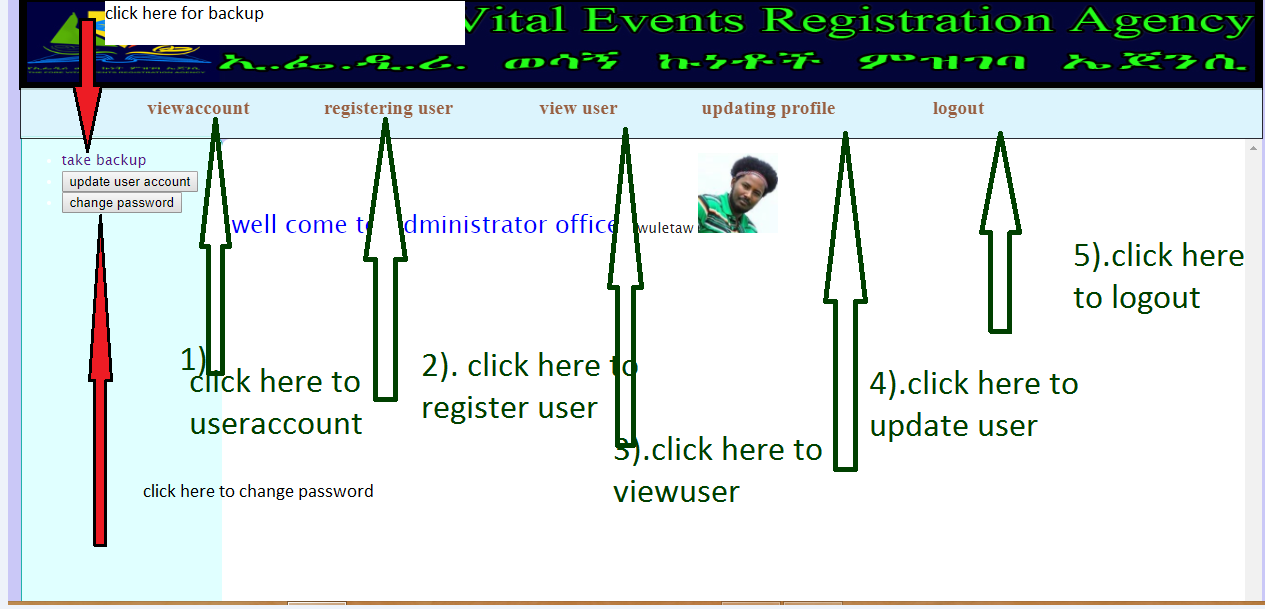 click here for backup
Vital Events Registration Agency
ኢ..ፌ..ዲ..ሪ. ወሳኝ ኩነቶች ምዝገባ ኤጀንሲ
viewaccount registering user view user updating profile logout
take backup
update user account
change password
well come to dministrator office wuletaw
5).click here
to logout
1)
click here to
useraccount
2). click here to
register user
4).click here to
update user
3).click here to
viewuser
click here to change password